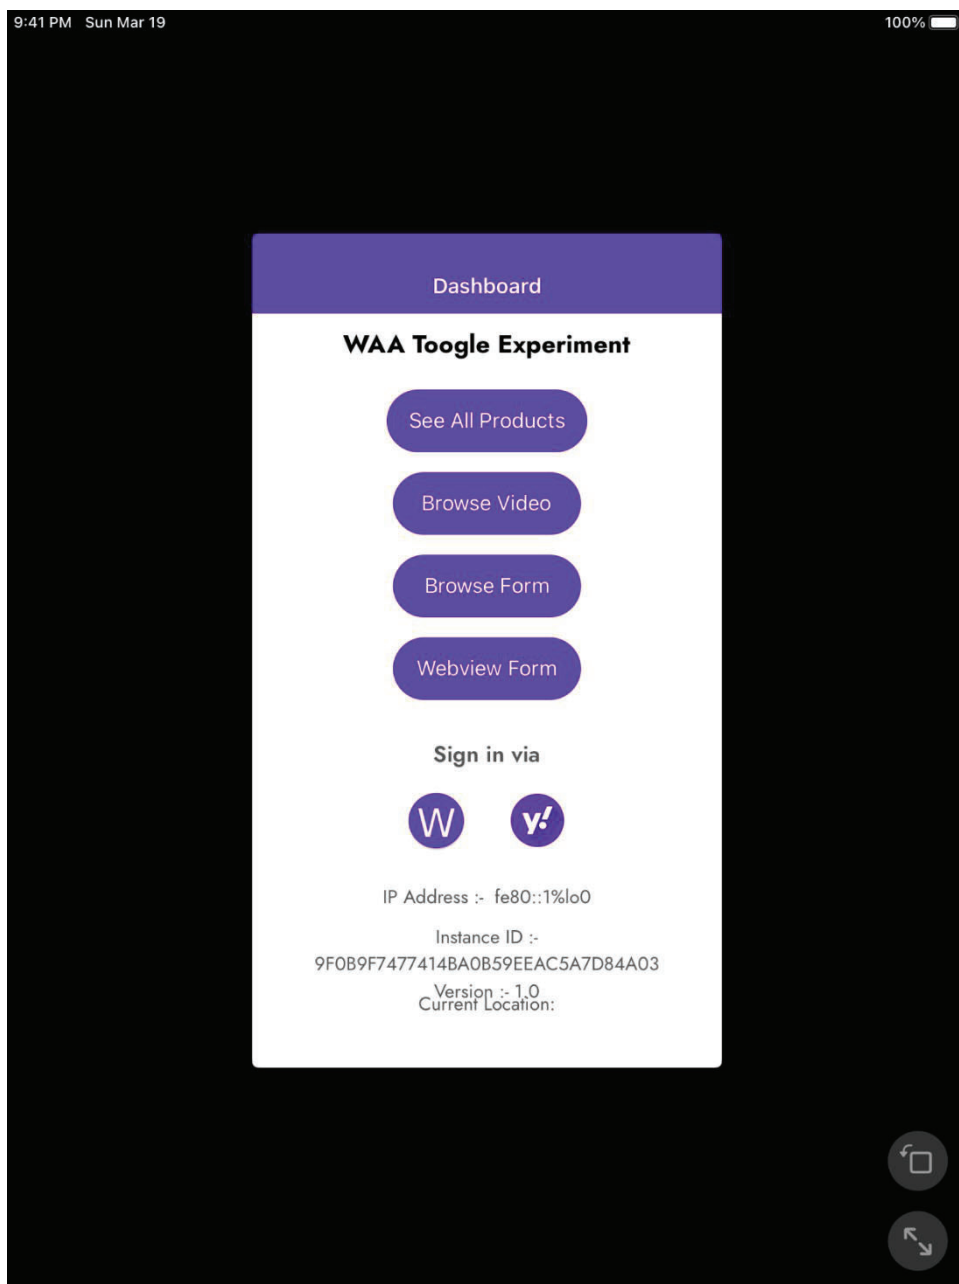 9:41 PM Sun Mar 19
100%
Dashboard
WAA Toogle Experiment
See All Products
Browse Video
Browse Form
Webview Form
Sign in via
W
y!
IP Address :- fe80::1%lo0
Instance ID :-
9F0B9F7477414BA0B59EEAC5A7D84A03
Version :- 1.0
Current Location: